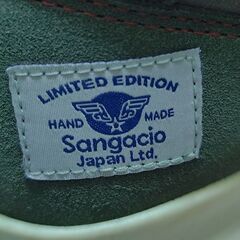 LIMITED EDITION
HAND MADE
Sangacio
Japan Ltd.